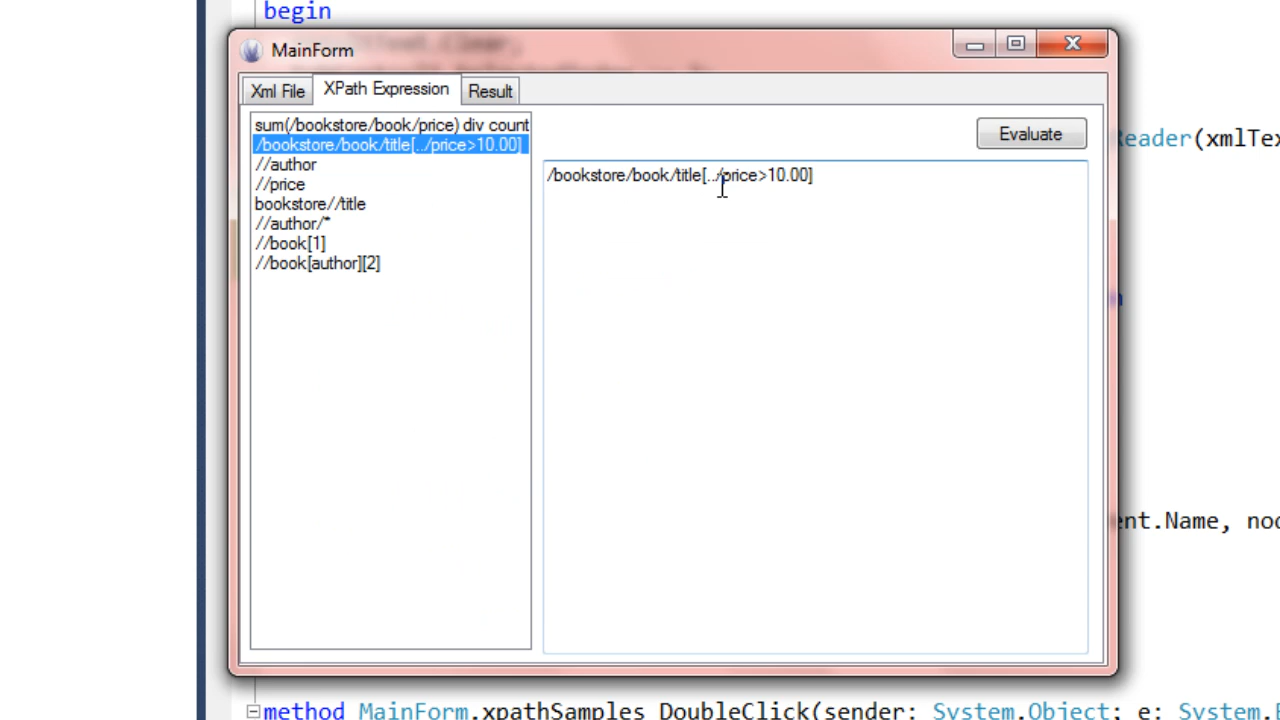 begin
MainForm
Xml File XPath Expression Result
sum(/bookstore/book/price) div count
/bookstore/book/title[../price>10.00]
//author
//price
bookstore//title
//author/*
//book[1]
//book[author][2]
Evaluate
/bookstore/book/title[../price>10.00]
Reader(xmlTex
ent.Name, nod
method MainForm.xpathSamples_DoubleClick(sender: System.Object; e: System.